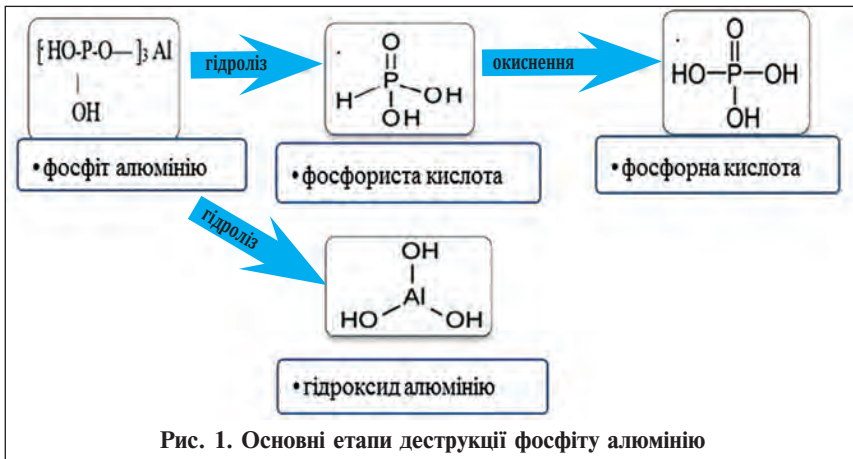 [ HO-P-O— ]₃ Al
|
OH
гідроліз
O
H P OH
OH
окиснення
O
HO-P-OH
OH
• фосфіт алюмінію
• фосфориста кислота
• фосфорна кислота
гідроліз
OH
Al
HO OH
• гідроксид алюмінію
Рис. 1. Основні етапи деструкції фосфіту алюмінію